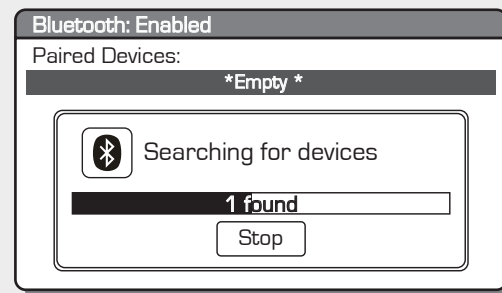 Bluetooth: Enabled
Paired Devices:
*Empty *
Searching for devices
1 found
Stop